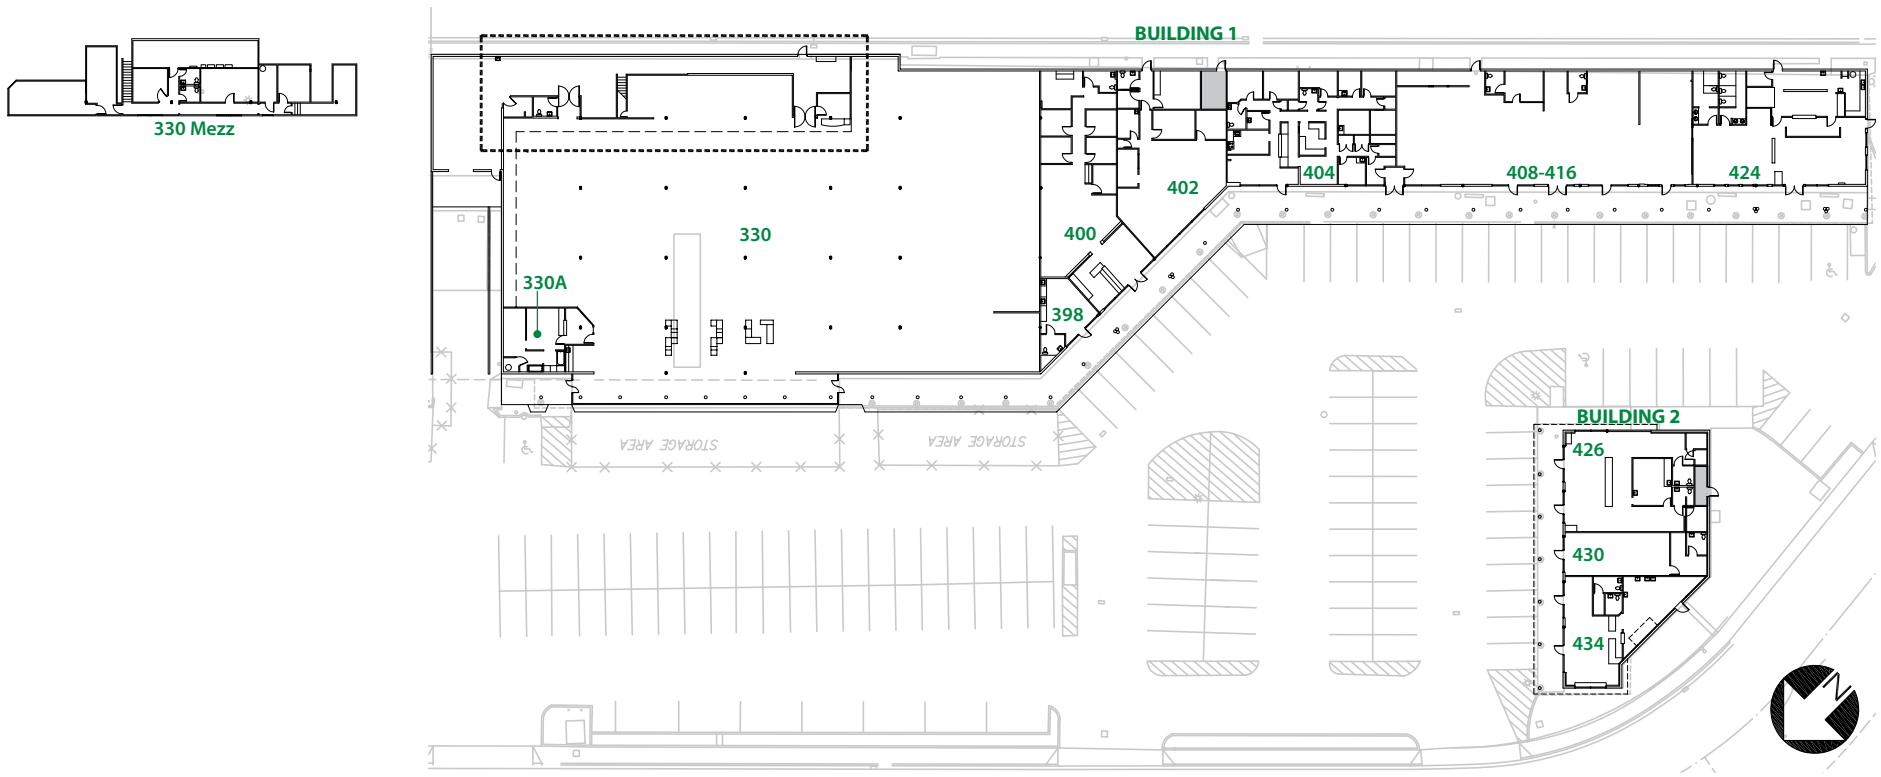 BUILDING 1
330 Mezz
424
408-416
404
402
400
330
330A
398
BUILDING 2
STORAGE AREA
STORAGE AREA
426
430
434
N